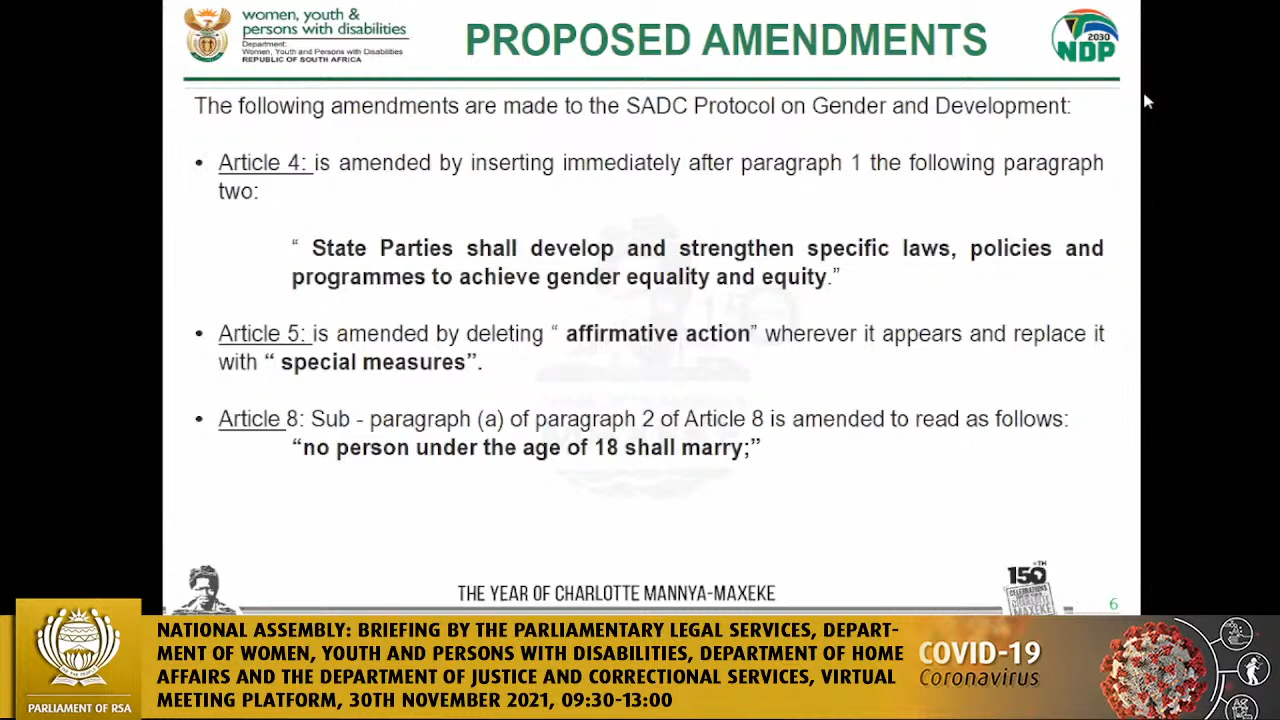 women, youth &
persons with disabilities
Department:
Women, Youth and Persons with Disabilities
REPUBLIC OF SOUTH AFRICA
PROPOSED AMENDMENTS
2030
NDP
The following amendments are made to the SADC Protocol on Gender and Development:
• Article 4: is amended by inserting immediately after paragraph 1 the following paragraph
two:
“ State Parties shall develop and strengthen specific laws, policies and
programmes to achieve gender equality and equity.”
• Article 5: is amended by deleting “ affirmative action” wherever it appears and replace it
with “ special measures”.
• Article 8: Sub - paragraph (a) of paragraph 2 of Article 8 is amended to read as follows:
“no person under the age of 18 shall marry;”
THE YEAR OF CHARLOTTE MANNYA-MAXEKE
150TH
6
NATIONAL ASSEMBLY: BRIEFING BY THE PARLIAMENTARY LEGAL SERVICES, DEPART-
MENT OF WOMEN, YOUTH AND PERSONS WITH DISABILITIES, DEPARTMENT OF HOME
AFFAIRS AND THE DEPARTMENT OF JUSTICE AND CORRECTIONAL SERVICES, VIRTUAL
MEETING PLATFORM, 30TH NOVEMBER 2021, 09:30-13:00
PARLIAMENT OF RSA
COVID-19
Coronavirus